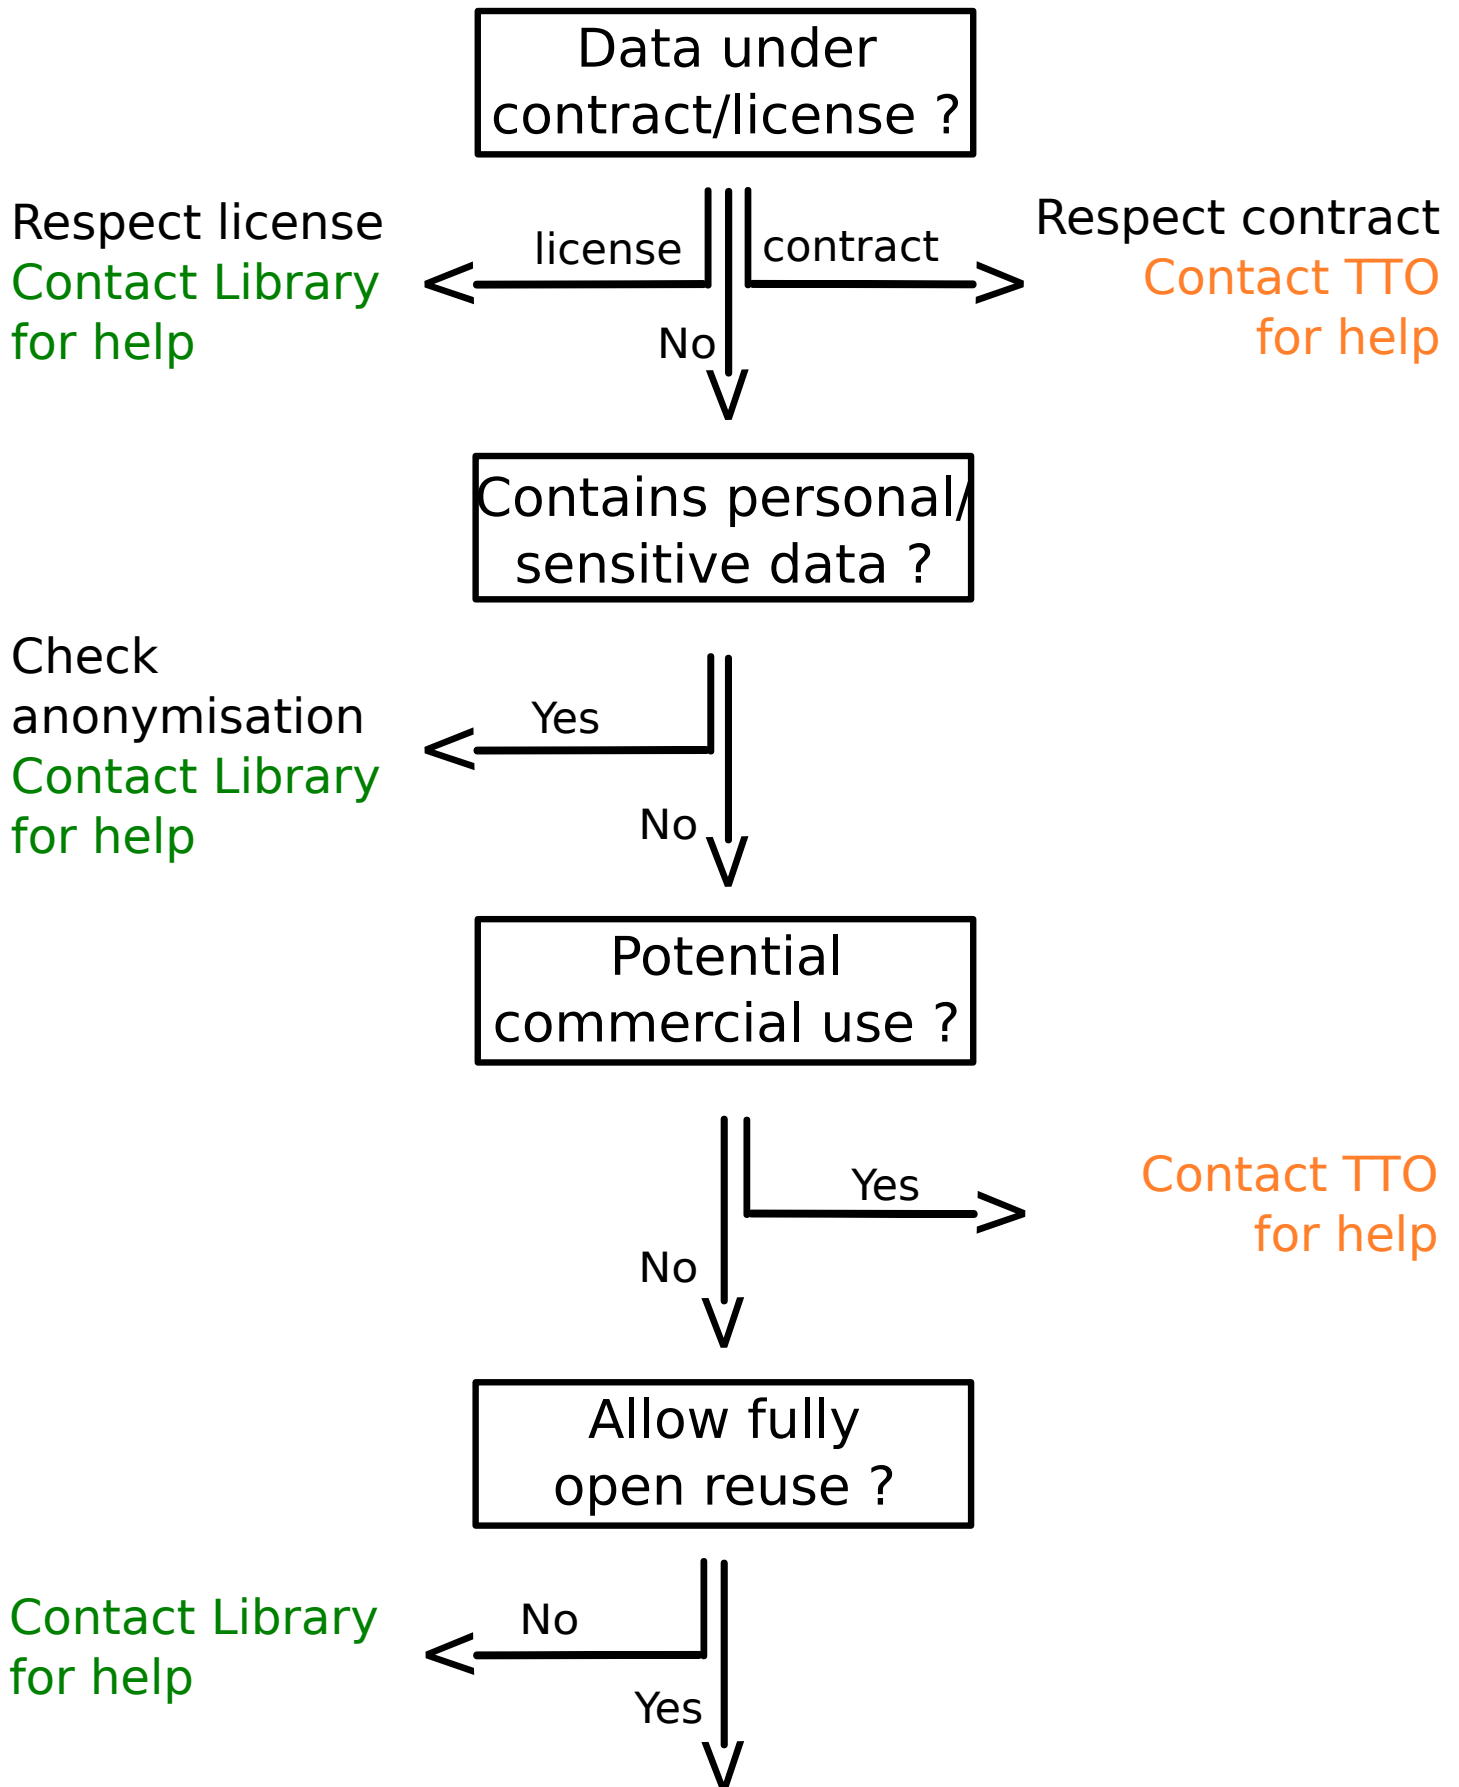 Data under
contract/license ?
Respect license
Contact Library
for help
license
contract
Respect contract
Contact TTO
for help
No
Contains personal/
sensitive data ?
Check
anonymisation
Contact Library
for help
Yes
No
Potential
commercial use ?
Yes
Contact TTO
for help
No
Allow fully
open reuse ?
Contact Library
for help
No
Yes